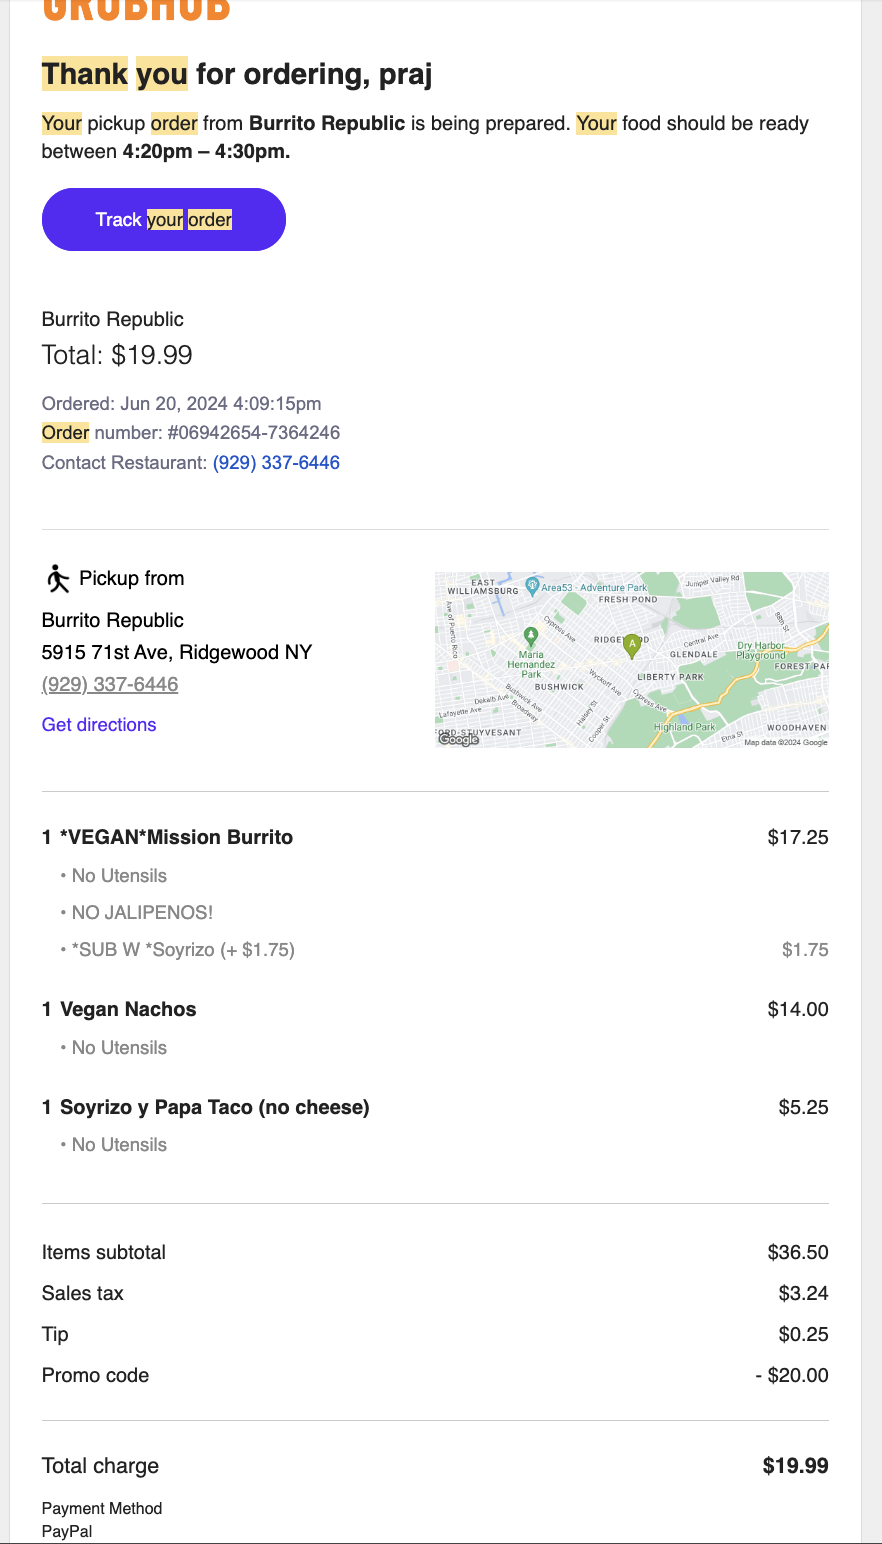 GRUBHUB
Thank you for ordering, praj
Your pickup order from Burrito Republic is being prepared. Your food should be ready
between 4:20pm – 4:30pm.
Track your order
Burrito Republic
Total: $19.99
Ordered: Jun 20, 2024 4:09:15pm
Order number: #06942654-7364246
Contact Restaurant: (929) 337-6446
Pickup from
Burrito Republic
5915 71st Ave, Ridgewood NY
(929) 337-6446
Get directions
EAST
WILLIAMSBURG
Area53 - Adventure Park
Juniper Valley Rd
FRESH POND
Ave of Puerto Rico
Cypress Ave
88th St
RIDGEWOOD
A
Central Ave
Maria
Hernandez
Park
GLENDALE
Dry Harbor
Playground
FOREST PAR
LIBERTY PARK
BUSHWICK
Wyckoff Ave
Cypress Ave
Dekalb Ave
Bushwick Ave
Broadway
Lafayette Ave
Halsey St
Cooper St
Highland Park
WOODHAVEN
Etna St
FORD-STUYVESANT
Google
Map data ©2024 Google
1 *VEGAN*Mission Burrito $17.25
• No Utensils
• NO JALIPENOS!
• *SUB W *Soyrizo (+ $1.75) $1.75
1 Vegan Nachos $14.00
• No Utensils
1 Soyrizo y Papa Taco (no cheese) $5.25
• No Utensils
Items subtotal $36.50
Sales tax $3.24
Tip $0.25
Promo code - $20.00
Total charge $19.99
Payment Method
PayPal